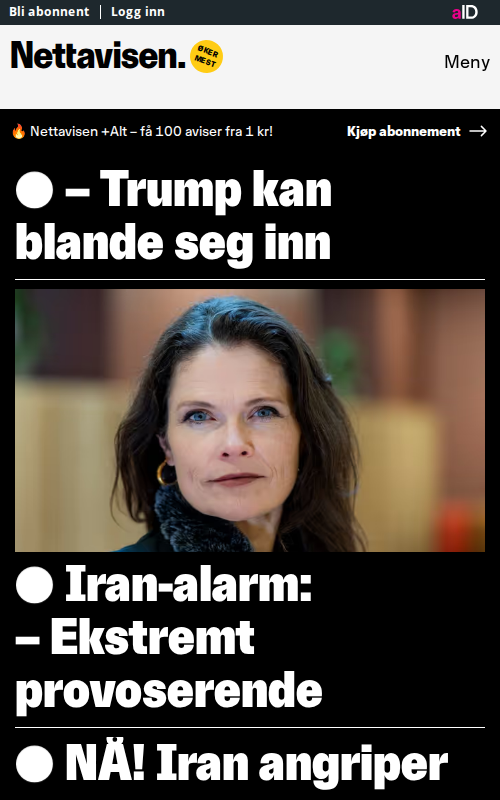 Bli abonnent Logg inn aID
Nettavisen. ØKER MEST
Meny
🔥 Nettavisen +Alt – få 100 aviser fra 1 kr! Kjøp abonnement →
– Trump kan
blande seg inn
Iran-alarm:
– Ekstremt
provoserende
NÅ! Iran angriper